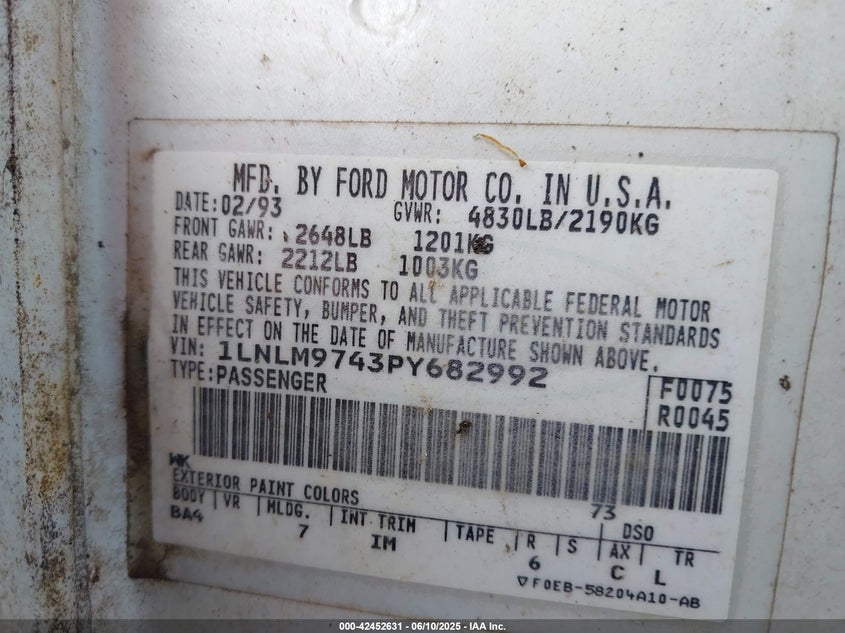 MFD. BY FORD MOTOR CO. IN U.S.A.
DATE: 02/93 GVWR: 4830LB/2190KG
FRONT GAWR: 2648LB 1201KG
REAR GAWR: 2212LB 1003KG
THIS VEHICLE CONFORMS TO ALL APPLICABLE FEDERAL MOTOR
VEHICLE SAFETY, BUMPER, AND THEFT PREVENTION STANDARDS
IN EFFECT ON THE DATE OF MANUFACTURE SHOWN ABOVE.
VIN: 1LNLM9743PY682992
TYPE: PASSENGER
F0075
R0045
WK
EXTERIOR PAINT COLORS 73 DSO
BODY VR MLDG. INT TRIM TAPE R S AX TR
BA4 7 IM 6 C L
F0EB-58204A10-AB
000-42452631 - 06/10/2025 - IAA Inc.